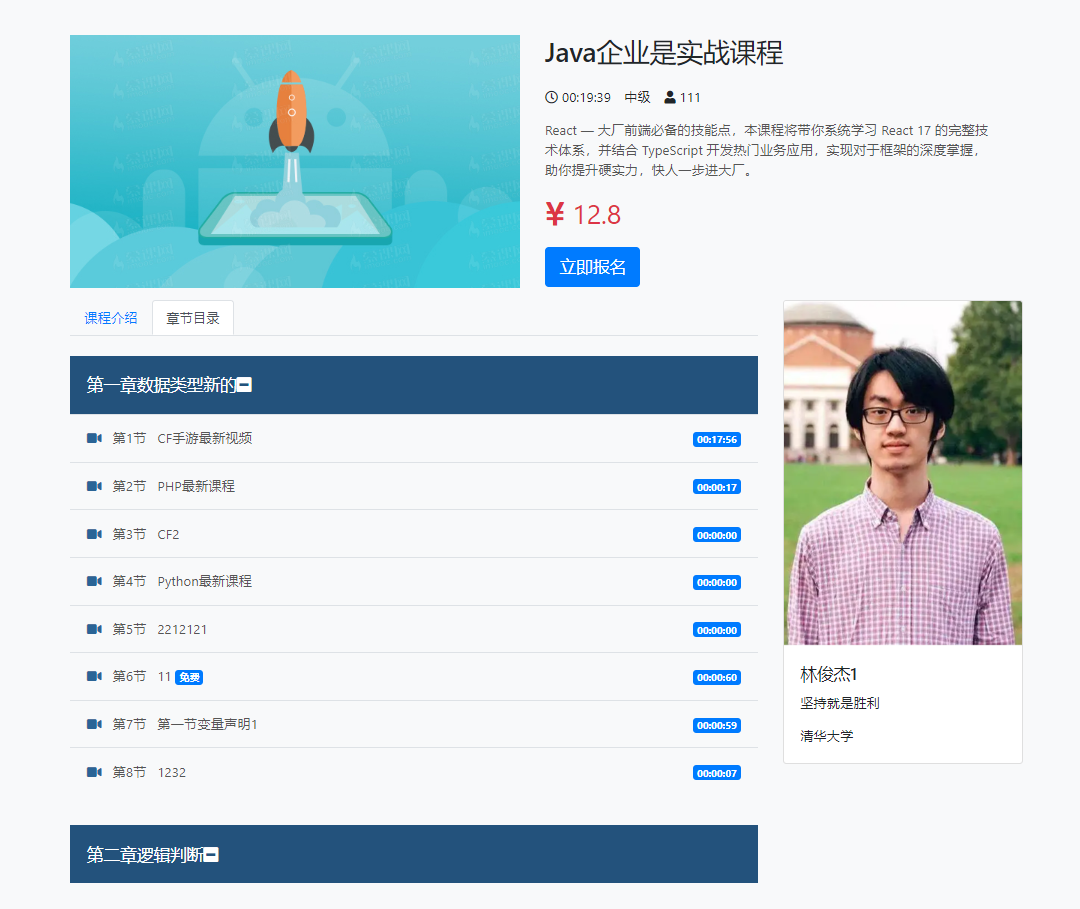 Java企业是实战课程
00:19:39 中级 111
React — 大厂前端必备的技能点，本课程将带你系统学习 React 17 的完整技
术体系，并结合 TypeScript 开发热门业务应用，实现对于框架的深度掌握，
助你提升硬实力，快人一步进大厂。
¥ 12.8
立即报名
课程介绍 章节目录
第一章数据类型新的
第1节 CF手游最新视频 00:17:56
第2节 PHP最新课程 00:00:17
第3节 CF2 00:00:00
第4节 Python最新课程 00:00:00
第5节 2212121 00:00:00
第6节 11 免费 00:00:60
第7节 第一节变量声明1 00:00:59
第8节 1232 00:00:07
第二章逻辑判断
林俊杰1
坚持就是胜利
清华大学